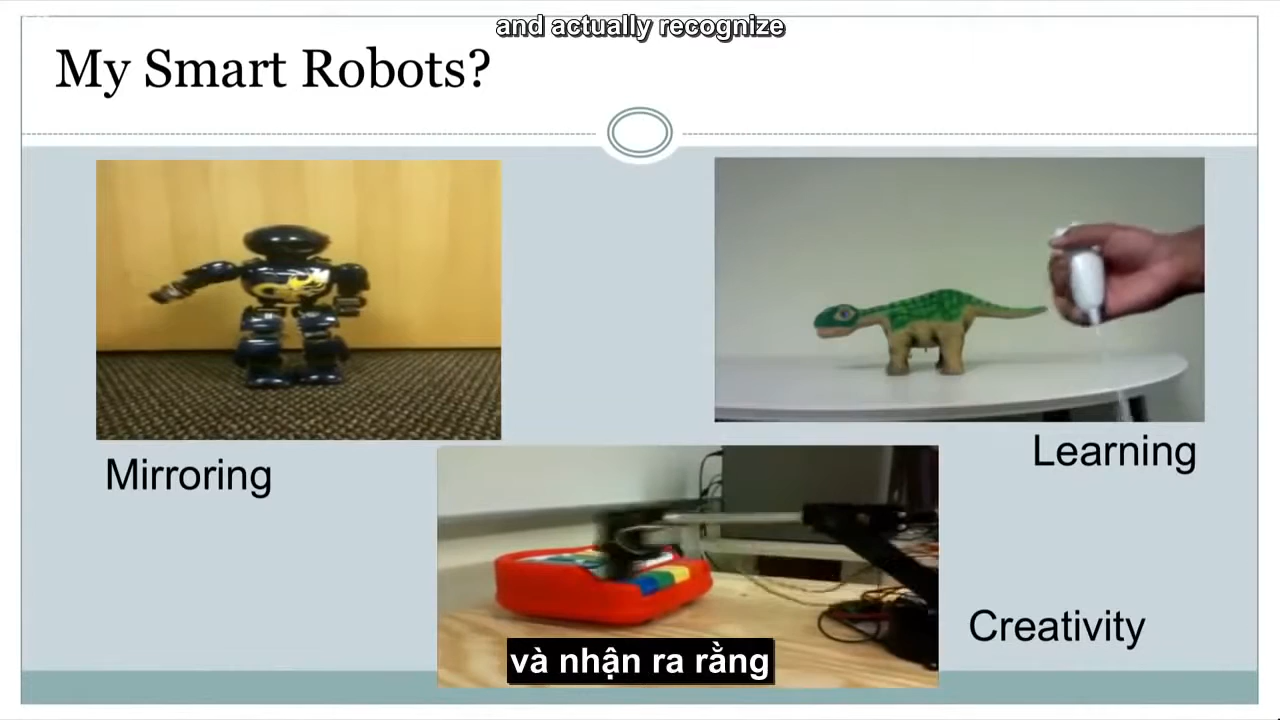 and actually recognize
My Smart Robots?
Mirroring
Learning
Creativity
và nhận ra rằng